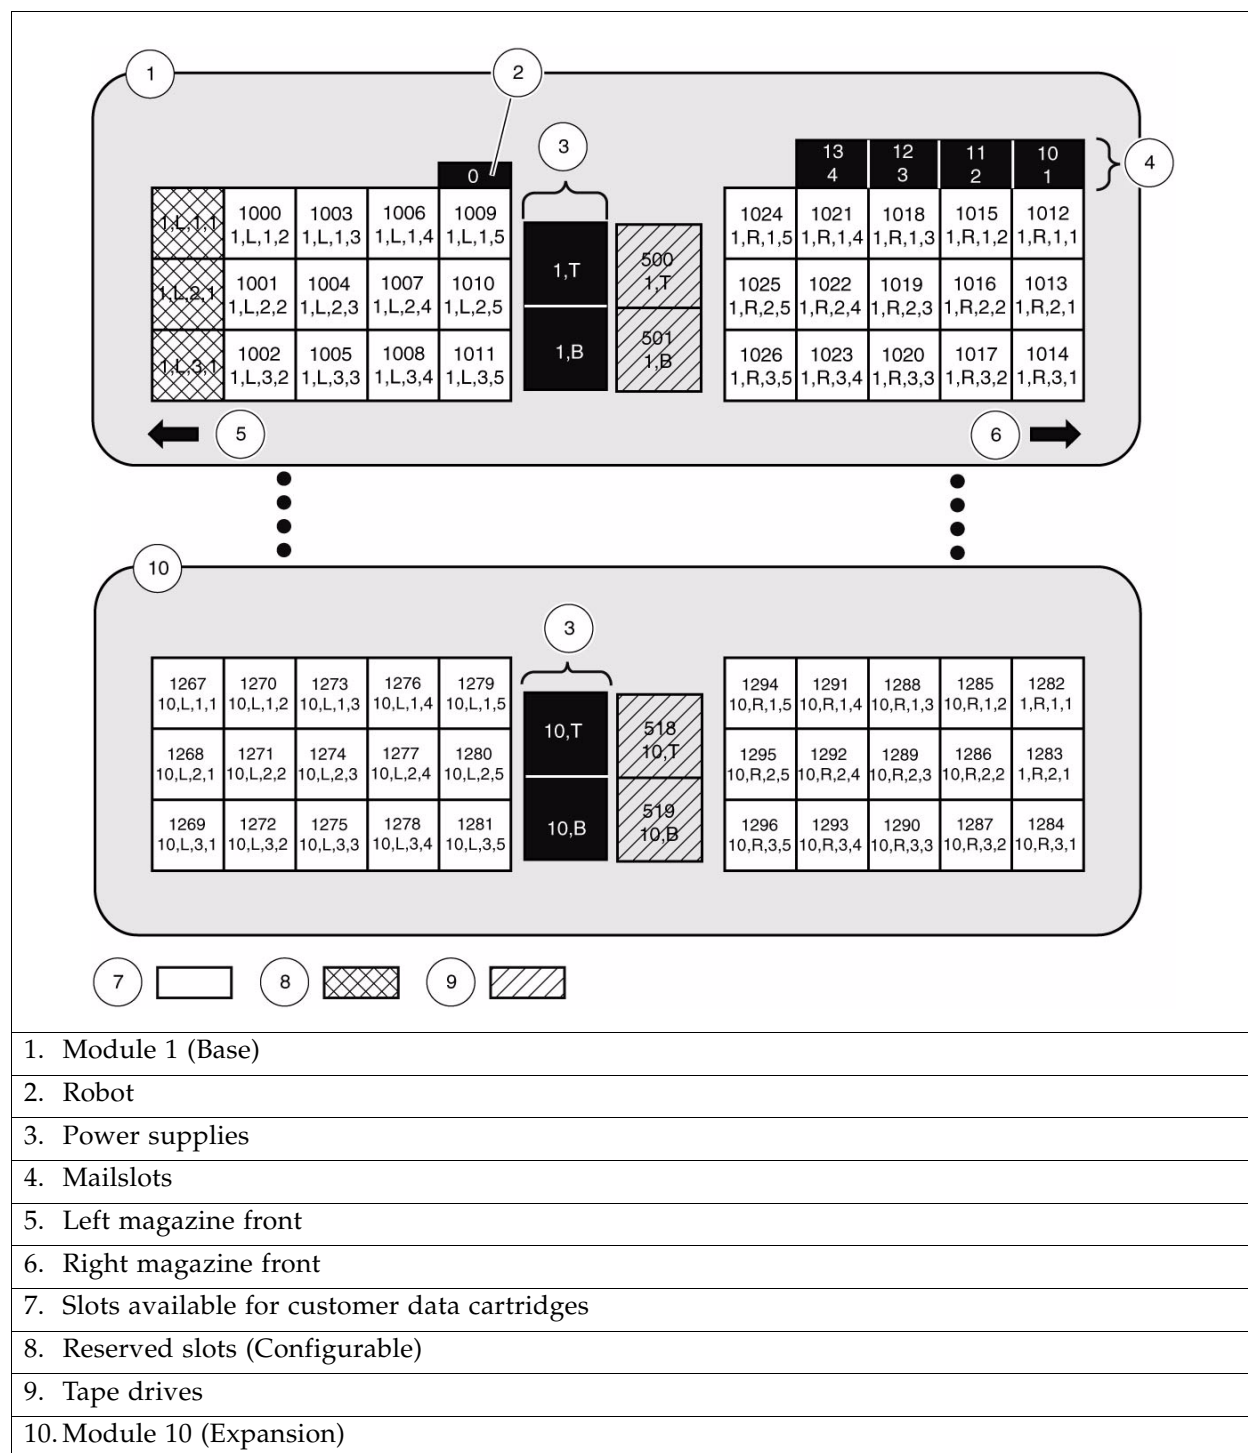 1
2
3
4
0
13 12 11 10
4 3 2 1
1,L,1,1 1000 1003 1006 1009
1,L,1,2 1,L,1,3 1,L,1,4 1,L,1,5
1,L,2,1 1001 1004 1007 1010
1,L,2,2 1,L,2,3 1,L,2,4 1,L,2,5
1,L,3,1 1002 1005 1008 1011
1,L,3,2 1,L,3,3 1,L,3,4 1,L,3,5
1,T
1,B
500
1,T
501
1,B
1024 1021 1018 1015 1012
1,R,1,5 1,R,1,4 1,R,1,3 1,R,1,2 1,R,1,1
1025 1022 1019 1016 1013
1,R,2,5 1,R,2,4 1,R,2,3 1,R,2,2 1,R,2,1
1026 1023 1020 1017 1014
1,R,3,5 1,R,3,4 1,R,3,3 1,R,3,2 1,R,3,1
5
6
10
3
1267 1270 1273 1276 1279
10,L,1,1 10,L,1,2 10,L,1,3 10,L,1,4 10,L,1,5
1268 1271 1274 1277 1280
10,L,2,1 10,L,2,2 10,L,2,3 10,L,2,4 10,L,2,5
1269 1272 1275 1278 1281
10,L,3,1 10,L,3,2 10,L,3,3 10,L,3,4 10,L,3,5
10,T
10,B
518
10,T
519
10,B
1294 1291 1288 1285 1282
10,R,1,5 10,R,1,4 10,R,1,3 10,R,1,2 1,R,1,1
1295 1292 1289 1286 1283
10,R,2,5 10,R,2,4 10,R,2,3 10,R,2,2 1,R,2,1
1296 1293 1290 1287 1284
10,R,3,5 10,R,3,4 10,R,3,3 10,R,3,2 10,R,3,1
7
8
9
1. Module 1 (Base)
2. Robot
3. Power supplies
4. Mailslots
5. Left magazine front
6. Right magazine front
7. Slots available for customer data cartridges
8. Reserved slots (Configurable)
9. Tape drives
10. Module 10 (Expansion)